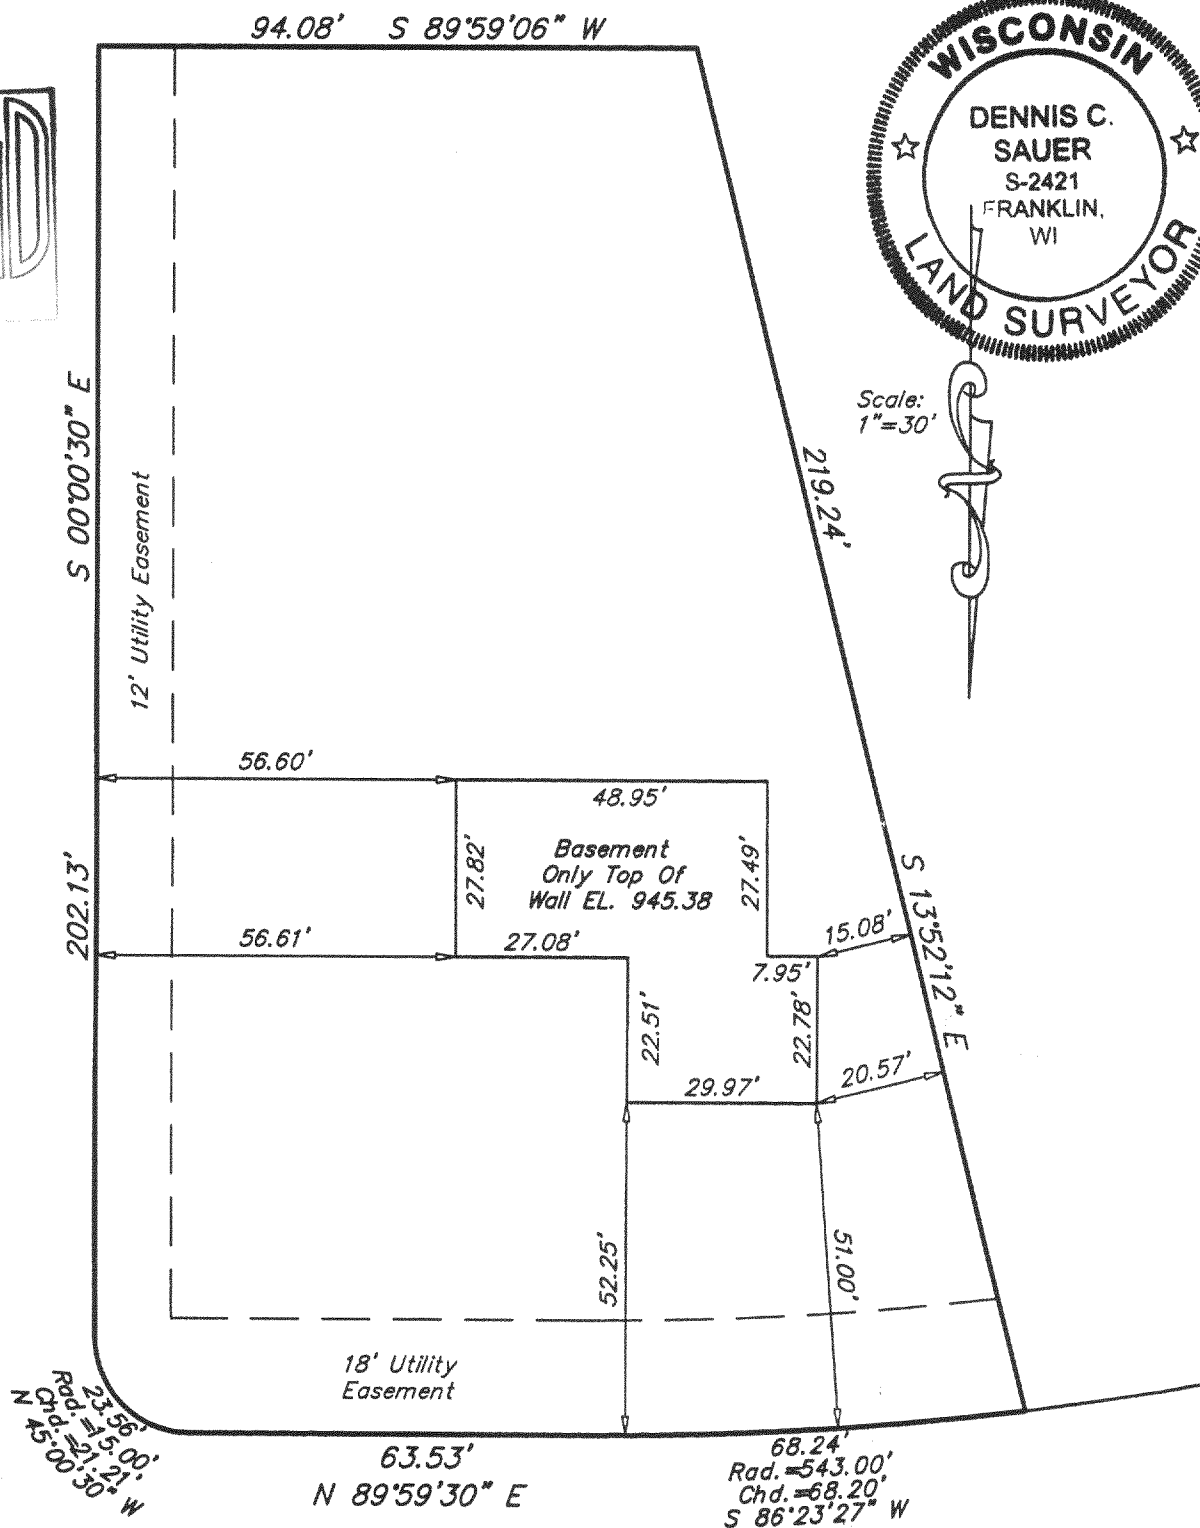 94.08' S 89°59'06" W
WISCONSIN
DENNIS C.
SAUER
S-2421
FRANKLIN,
WI
LAND SURVEYOR
Scale:
1"=30'
S 00°00'30" E
202.13'
12' Utility Easement
219.24'
S 13°52'12" E
56.60'
48.95'
27.82'
Basement
Only Top Of
Wall EL. 945.38
27.49'
56.61'
27.08'
7.95'
15.08'
22.51'
22.78'
29.97'
20.57'
52.25'
51.00'
18' Utility
Easement
23.56'
Rad.=15.00'
Chd.=21.21'
N 45°00'30" W
63.53'
N 89°59'30" E
68.24'
Rad.=543.00'
Chd.=68.20'
S 86°23'27" W